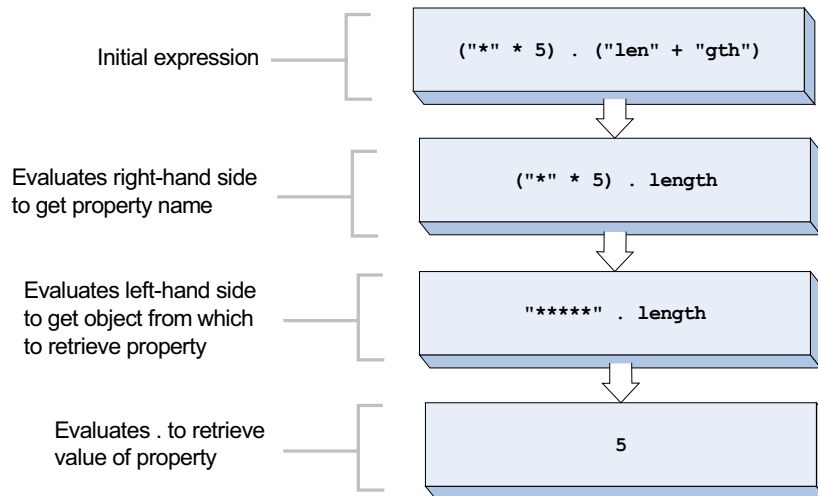 Initial expression
("*" * 5) . ("len" + "gth")
Evaluates right-hand side
to get property name
("*" * 5) . length
Evaluates left-hand side
to get object from which
to retrieve property
"*****" . length
Evaluates . to retrieve
value of property
5